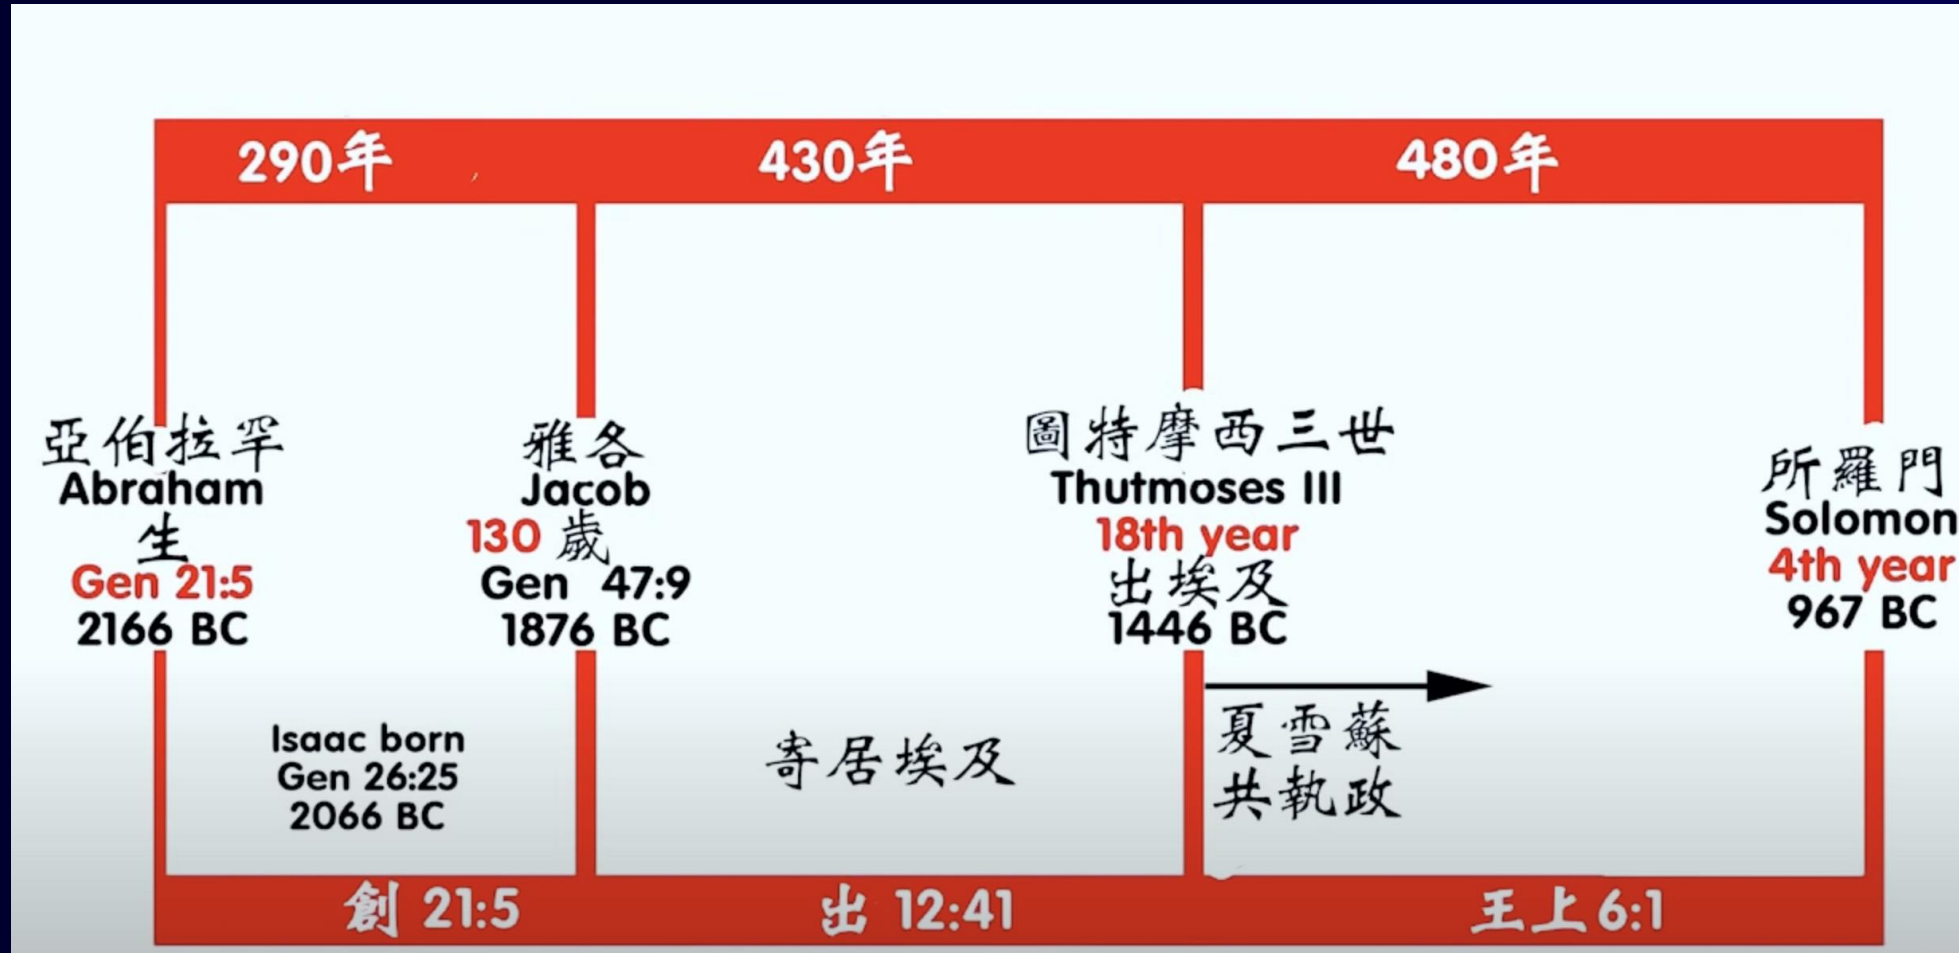 290年
430年
480年
亞伯拉罕
Abraham
生
Gen 21:5
2166 BC
雅各
Jacob
130 歲
Gen 47:9
1876 BC
圖特摩西三世
Thutmoses III
18th year
出埃及
1446 BC
所羅門
Solomon
4th year
967 BC
Isaac born
Gen 26:25
2066 BC
寄居埃及
夏雪蘇
共執政
創 21:5
出 12:41
王上 6:1